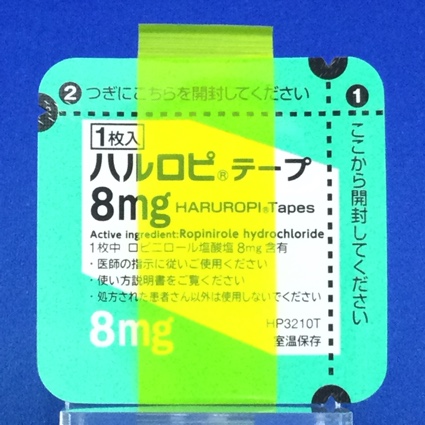 ② つぎにこちらを開封してください
①
ここから開封してください
1枚入
ハルロピ®テープ
8mg HARUROPI®Tapes
Active ingredient:Ropinirole hydrochloride
1枚中 ロピニロール塩酸塩 8mg 含有
・医師の指示に従いご使用ください
・使い方説明書をご覧ください
・処方された患者さん以外は使用しないでください
8mg
HP3210T
室温保存